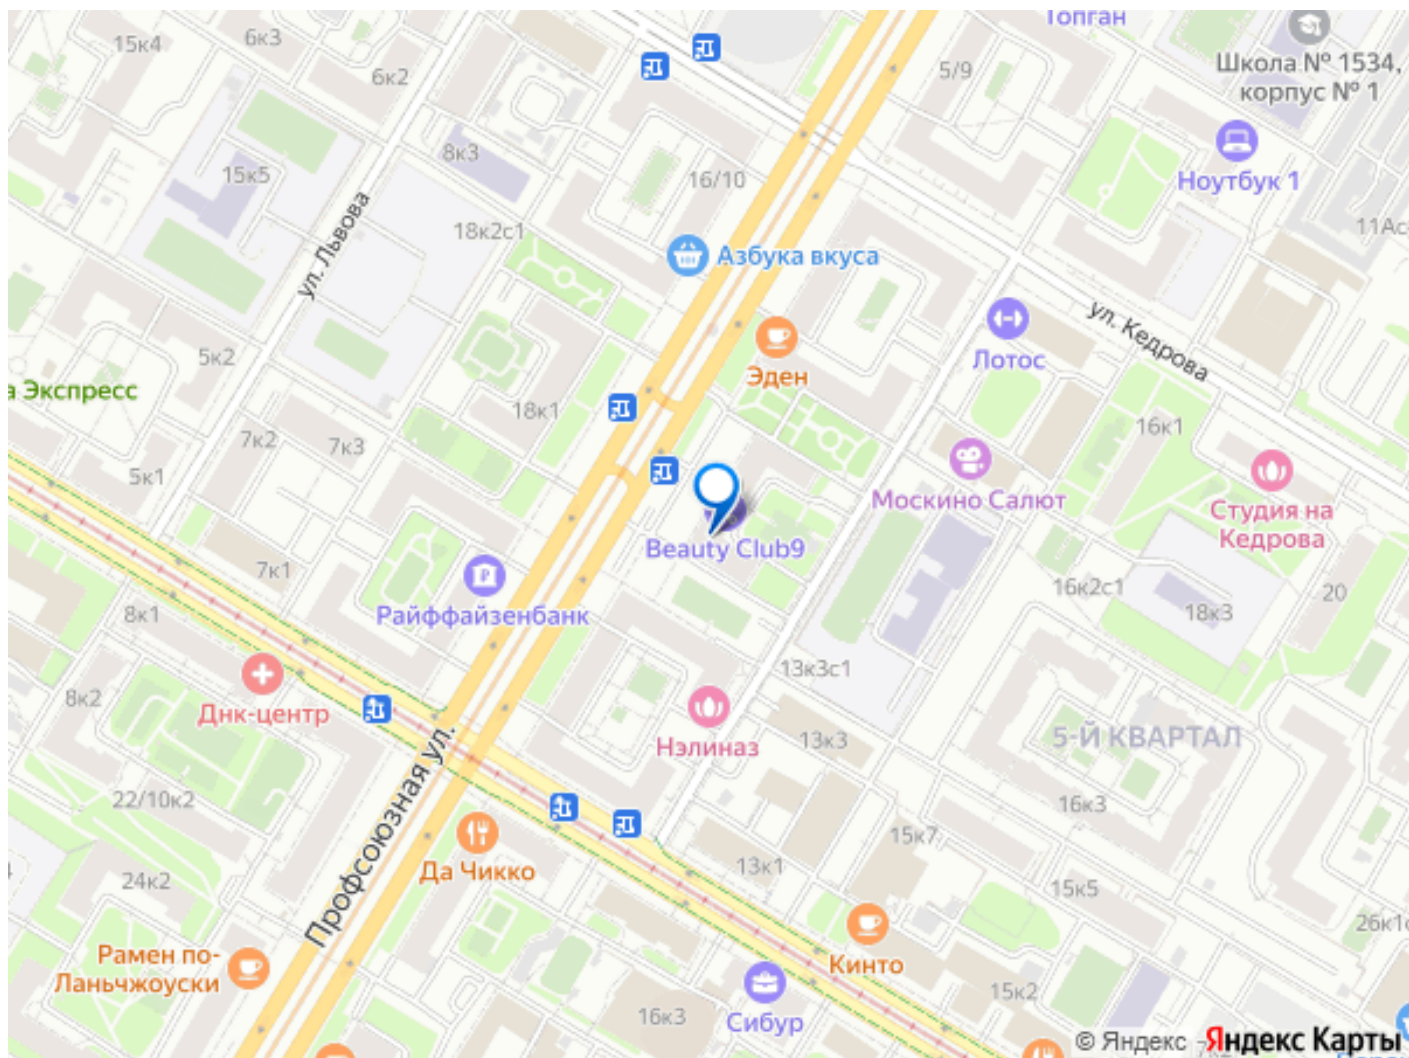 Топган
15к4
6к3
6к2
5/9
Школа № 1534,
корпус № 1
8к3
Ноутбук 1
15к5
16/10
ул. Львова
18к2с1
Азбука вкуса
ул. Кедрова
Лотос
5к2
Эден
а Экспресс
18к1
16к1
7к2
7к3
5к1
Москино Салют
Студия на
Кедрова
Beauty Club9
7к1
Райффайзенбанк
16к2с1
20
18к3
8к1
13к3с1
8к2
Днк-центр
Нэлиназ
13к3
5-Й КВАРТАЛ
Профсоюзная ул.
22/10к2
16к3
15к7
Да Чикко
13к1
24к2
15к5
Рамен по-
Ланьчжоуски
Кинто
15к2
16к3
Сибур
© Яндекс
Яндекс Карты